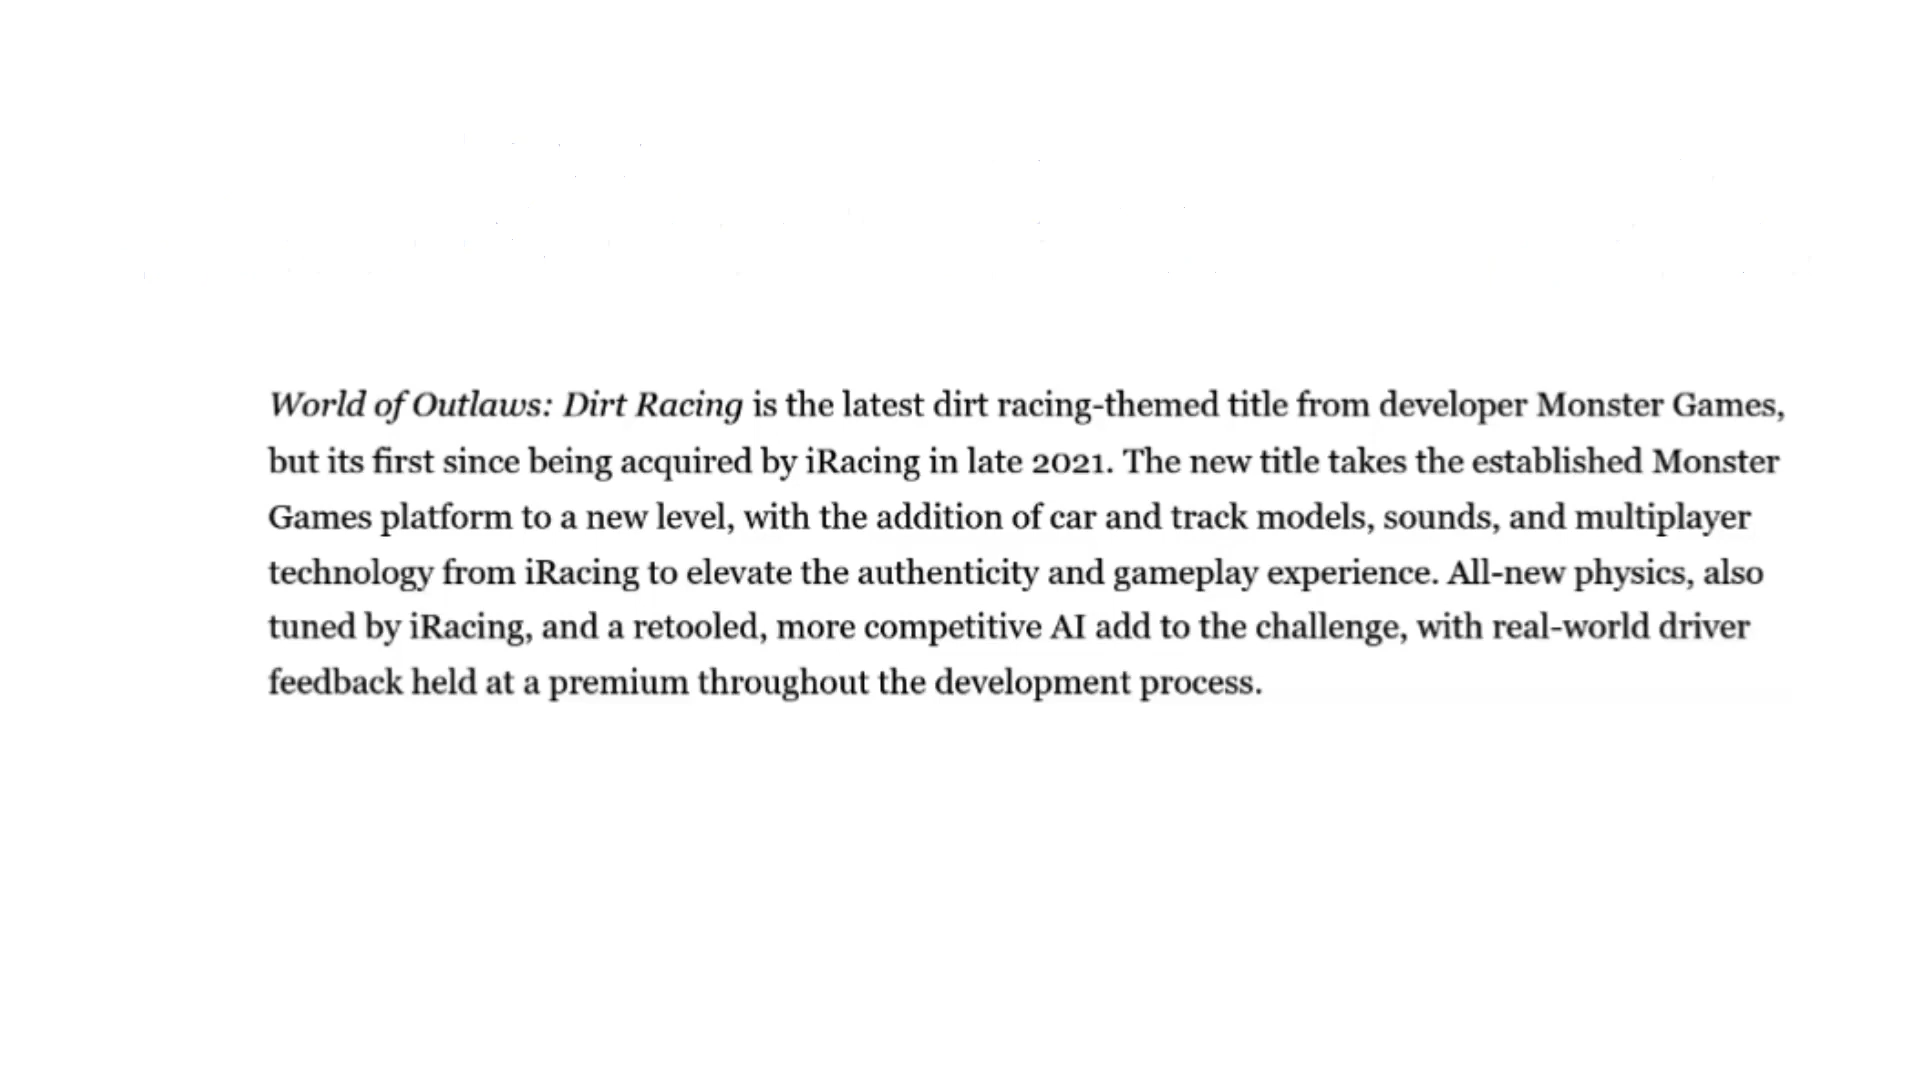 World of Outlaws: Dirt Racing is the latest dirt racing-themed title from developer Monster Games,
but its first since being acquired by iRacing in late 2021. The new title takes the established Monster
Games platform to a new level, with the addition of car and track models, sounds, and multiplayer
technology from iRacing to elevate the authenticity and gameplay experience. All-new physics, also
tuned by iRacing, and a retooled, more competitive AI add to the challenge, with real-world driver
feedback held at a premium throughout the development process.